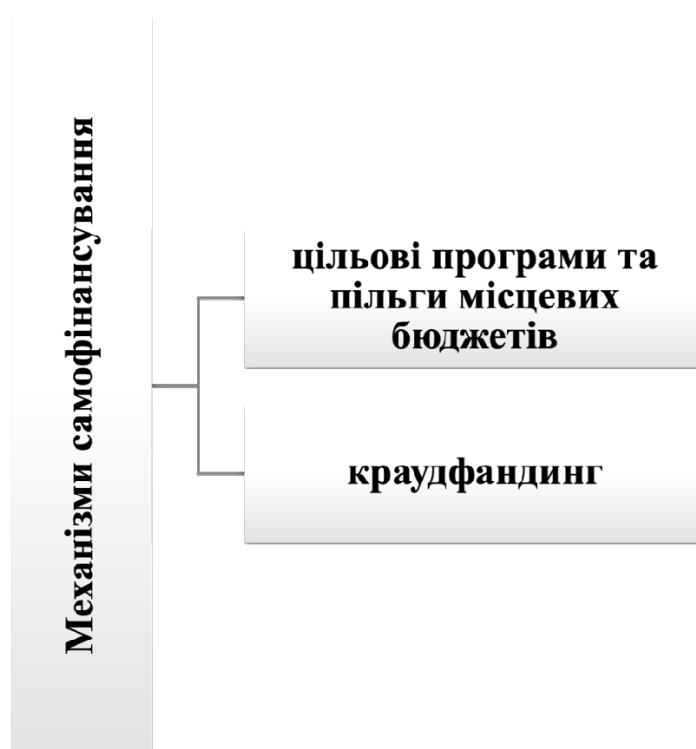 Механізми самофінансування
цільові програми та
пільги місцевих
бюджетів
краудфандинг